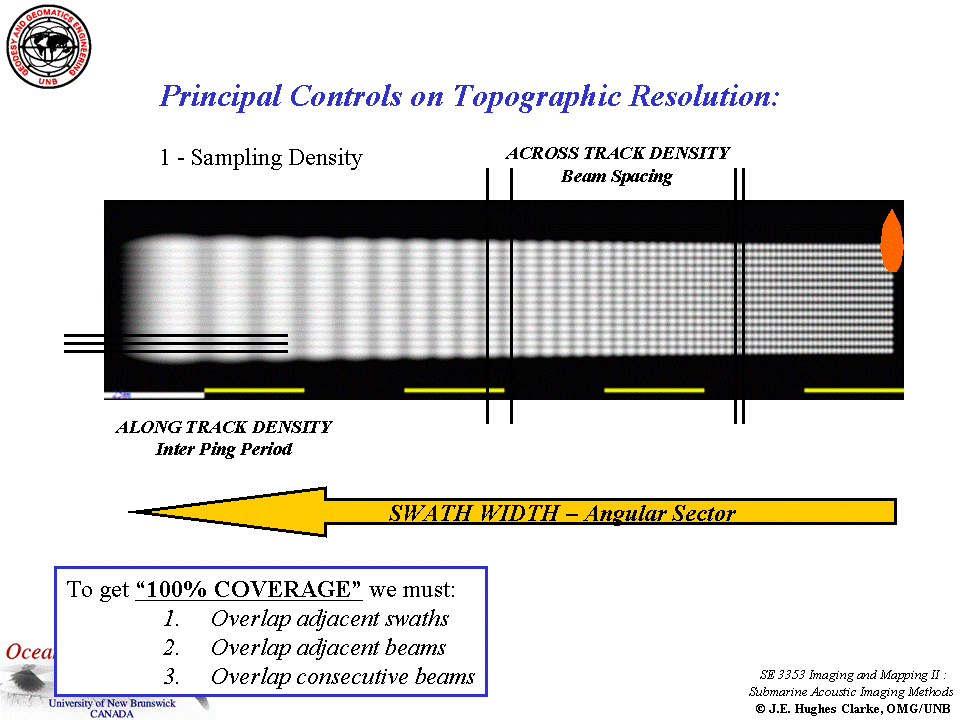 GEODESY AND GEOMATICS ENGINEERING
UNB
Principal Controls on Topographic Resolution:
1 - Sampling Density
ACROSS TRACK DENSITY
Beam Spacing
ALONG TRACK DENSITY
Inter Ping Period
SWATH WIDTH – Angular Sector
To get “100% COVERAGE” we must:
1. Overlap adjacent swaths
2. Overlap adjacent beams
3. Overlap consecutive beams
Ocea
University of New Brunswick
CANADA
SE 3353 Imaging and Mapping II :
Submarine Acoustic Imaging Methods
© J.E. Hughes Clarke, OMG/UNB